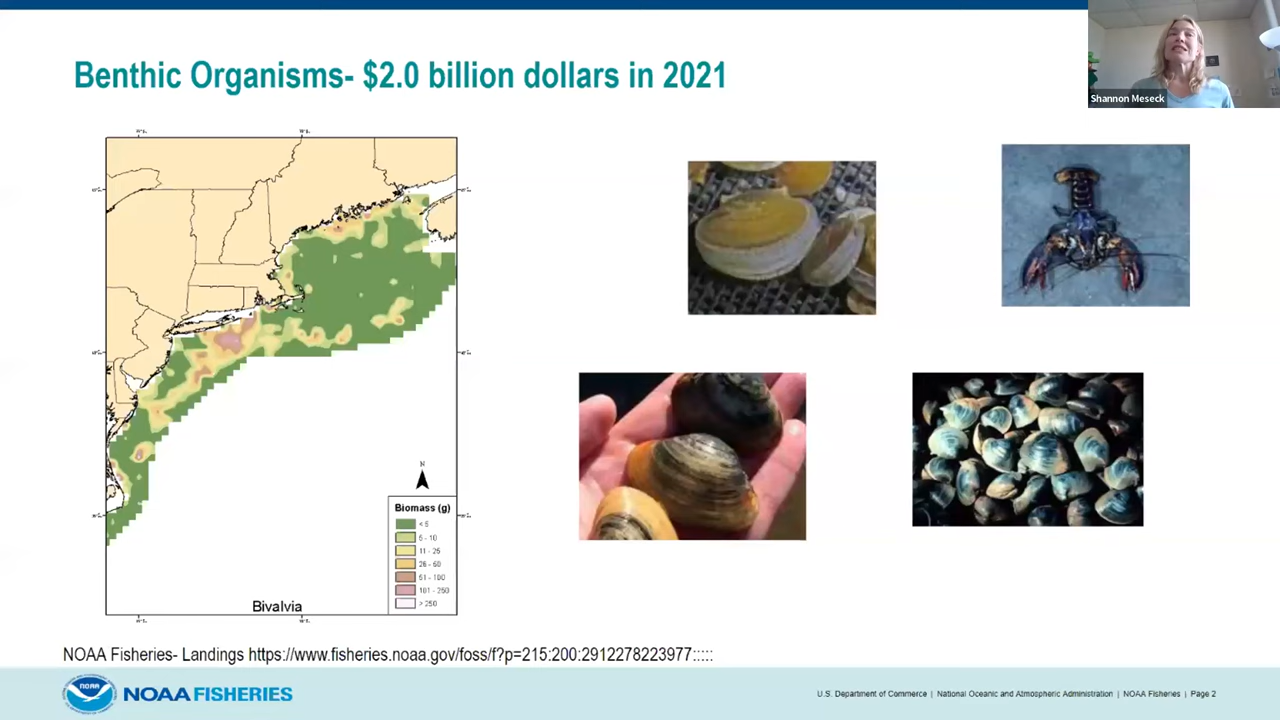 Benthic Organisms- $2.0 billion dollars in 2021
Shannon Meseck
N
Biomass (g)
< 5
5 - 10
11 - 25
26 - 50
51 - 100
101 - 250
> 250
Bivalvia
NOAA Fisheries- Landings https://www.fisheries.noaa.gov/foss/f?p=215:200:2912278223977:::::
NOAA
NOAA FISHERIES
U.S. Department of Commerce | National Oceanic and Atmospheric Administration | NOAA Fisheries | Page 2